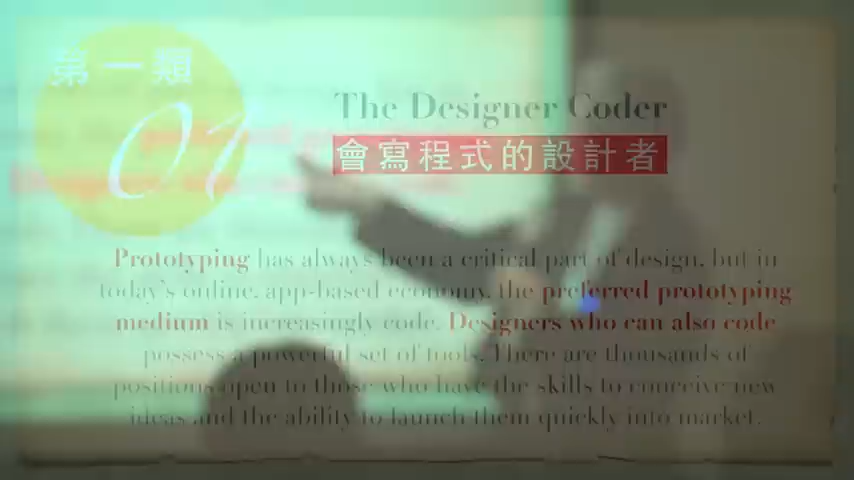 第一類
01
The Designer Coder
會寫程式的設計者
Prototyping has always been a critical part of design, but in
today's online, app-based economy, the preferred prototyping
medium is increasingly code. Designers who can also code
possess a powerful set of tools. There are thousands of
positions open to those who have the skills to conceive new
ideas and the ability to launch them quickly into market.